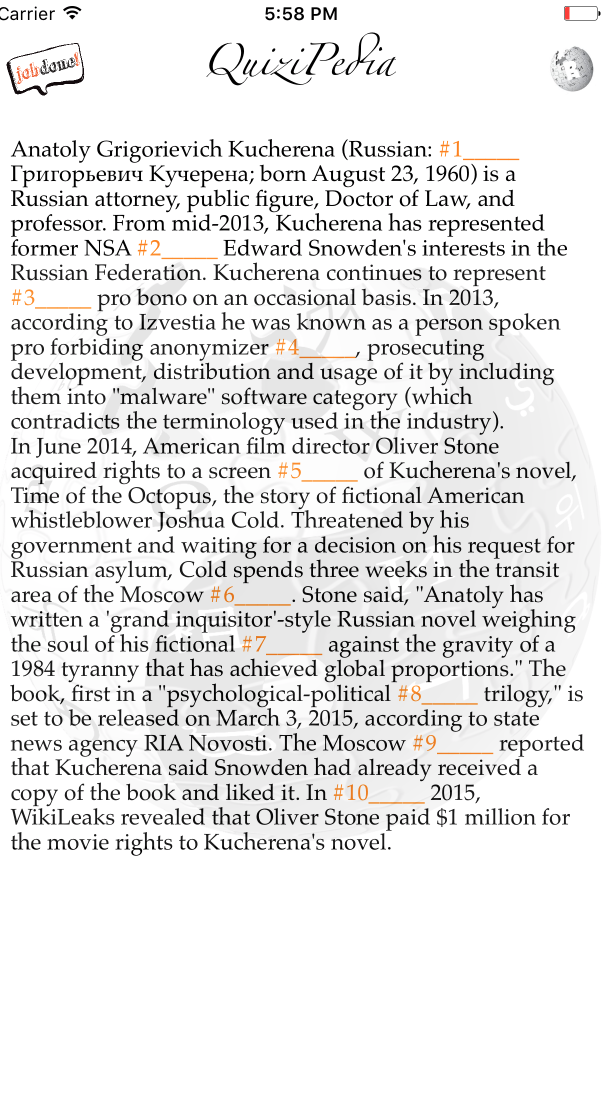 Carrier 5:58 PM
jobdone!
QuiziPedia
Anatoly Grigorievich Kucherena (Russian: #1_____
Григорьевич Кучерена; born August 23, 1960) is a
Russian attorney, public figure, Doctor of Law, and
professor. From mid-2013, Kucherena has represented
former NSA #2_____ Edward Snowden's interests in the
Russian Federation. Kucherena continues to represent
#3_____ pro bono on an occasional basis. In 2013,
according to Izvestia he was known as a person spoken
pro forbiding anonymizer #4_____, prosecuting
development, distribution and usage of it by including
them into "malware" software category (which
contradicts the terminology used in the industry).
In June 2014, American film director Oliver Stone
acquired rights to a screen #5_____ of Kucherena's novel,
Time of the Octopus, the story of fictional American
whistleblower Joshua Cold. Threatened by his
government and waiting for a decision on his request for
Russian asylum, Cold spends three weeks in the transit
area of the Moscow #6_____. Stone said, "Anatoly has
written a 'grand inquisitor'-style Russian novel weighing
the soul of his fictional #7_____ against the gravity of a
1984 tyranny that has achieved global proportions." The
book, first in a "psychological-political #8_____ trilogy," is
set to be released on March 3, 2015, according to state
news agency RIA Novosti. The Moscow #9_____ reported
that Kucherena said Snowden had already received a
copy of the book and liked it. In #10_____ 2015,
WikiLeaks revealed that Oliver Stone paid $1 million for
the movie rights to Kucherena's novel.